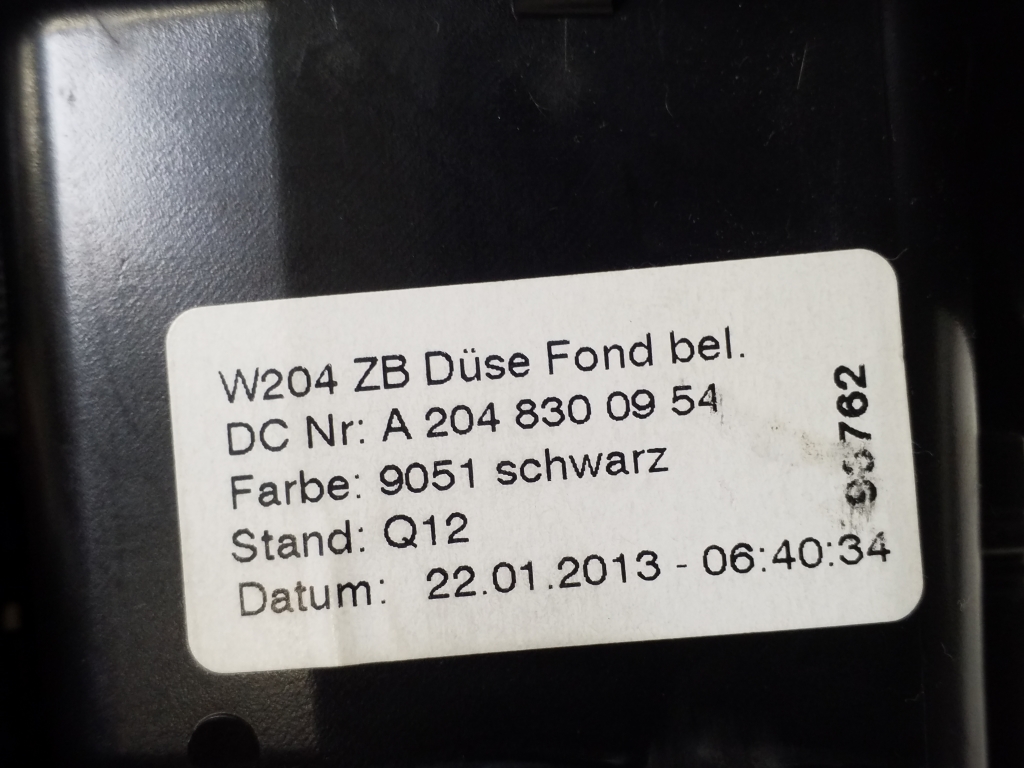 W204 ZB Düse Fond bel.
DC Nr: A 204 830 09 54
Farbe: 9051 schwarz
Stand: Q12
Datum: 22.01.2013 - 06:40:34